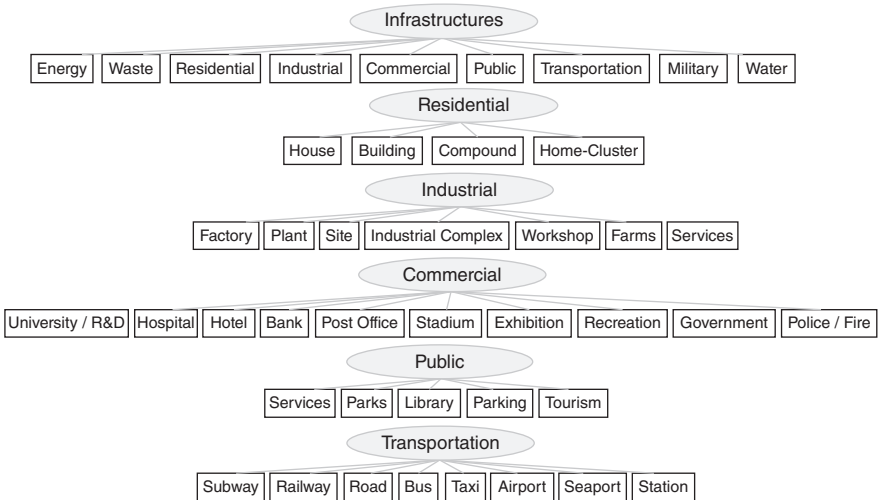 Infrastructures
Energy Waste Residential Industrial Commercial Public Transportation Military Water
Residential
House Building Compound Home-Cluster
Industrial
Factory Plant Site Industrial Complex Workshop Farms Services
Commercial
University / R&D Hospital Hotel Bank Post Office Stadium Exhibition Recreation Government Police / Fire
Public
Services Parks Library Parking Tourism
Transportation
Subway Railway Road Bus Taxi Airport Seaport Station